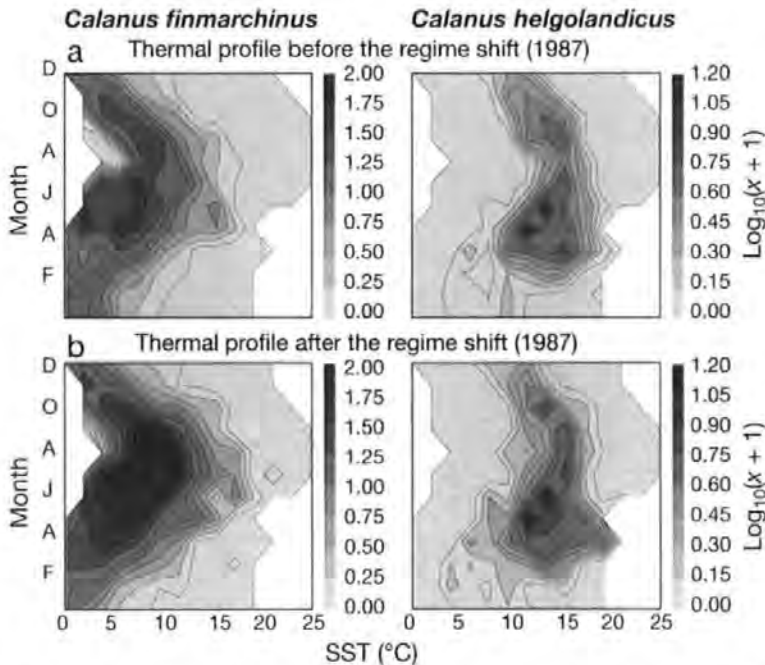 Calanus finmarchinus Calanus helgolandicus
a Thermal profile before the regime shift (1987)
D
O
A
J
A
F
Month
2.00
1.75
1.50
1.25
1.00
0.75
0.50
0.25
0.00
1.20
1.05
0.90
0.75
0.60
0.45
0.30
0.15
0.00
Log10(x + 1)
b Thermal profile after the regime shift (1987)
D
O
A
J
A
F
Month
2.00
1.75
1.50
1.25
1.00
0.75
0.50
0.25
0.00
1.20
1.05
0.90
0.75
0.60
0.45
0.30
0.15
0.00
Log10(x + 1)
0 5 10 15 20 25 0 5 10 15 20 25
SST (°C)